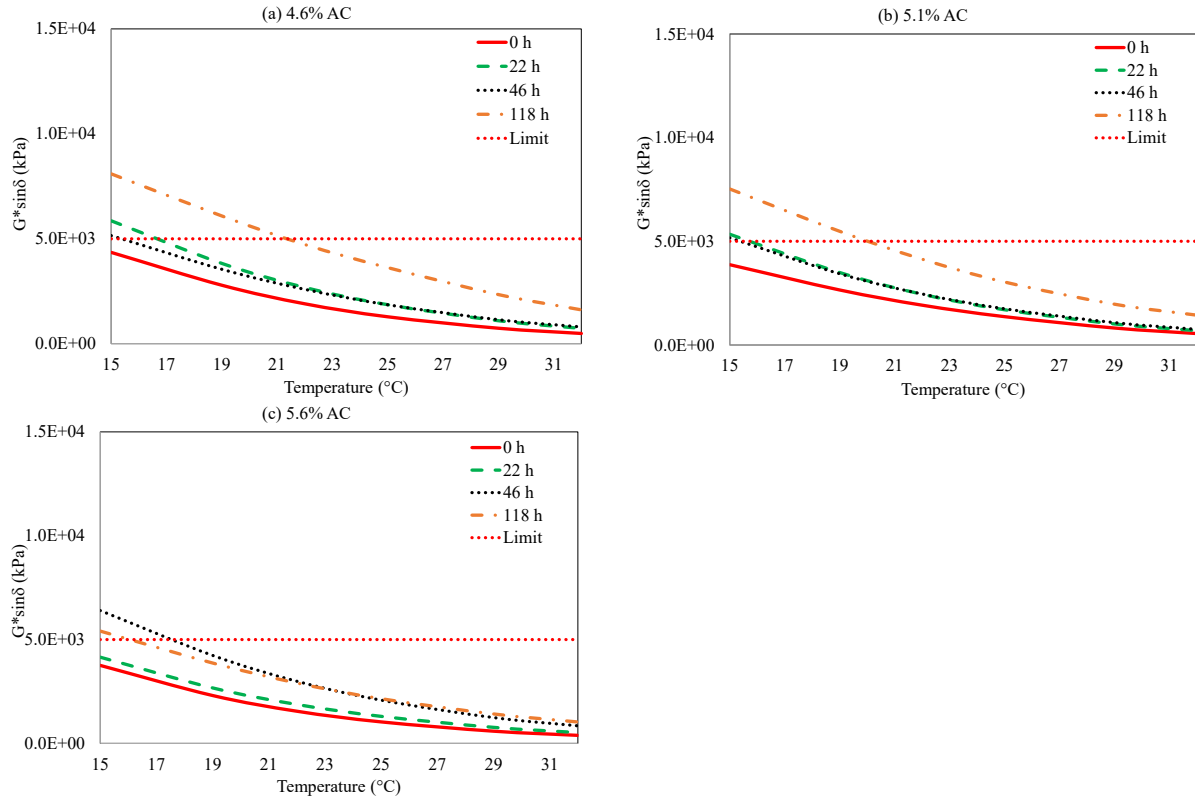 (a) 4.6% AC
1.5E+04
1.0E+04
5.0E+03
0.0E+00
G*sinδ (kPa)
0 h
22 h
46 h
118 h
Limit
15 17 19 21 23 25 27 29 31
Temperature (°C)
(b) 5.1% AC
1.5E+04
1.0E+04
5.0E+03
0.0E+00
G*sinδ (kPa)
0 h
22 h
46 h
118 h
Limit
15 17 19 21 23 25 27 29 31
Temperature (°C)
(c) 5.6% AC
1.5E+04
1.0E+04
5.0E+03
0.0E+00
G*sinδ (kPa)
0 h
22 h
46 h
118 h
Limit
15 17 19 21 23 25 27 29 31
Temperature (°C)